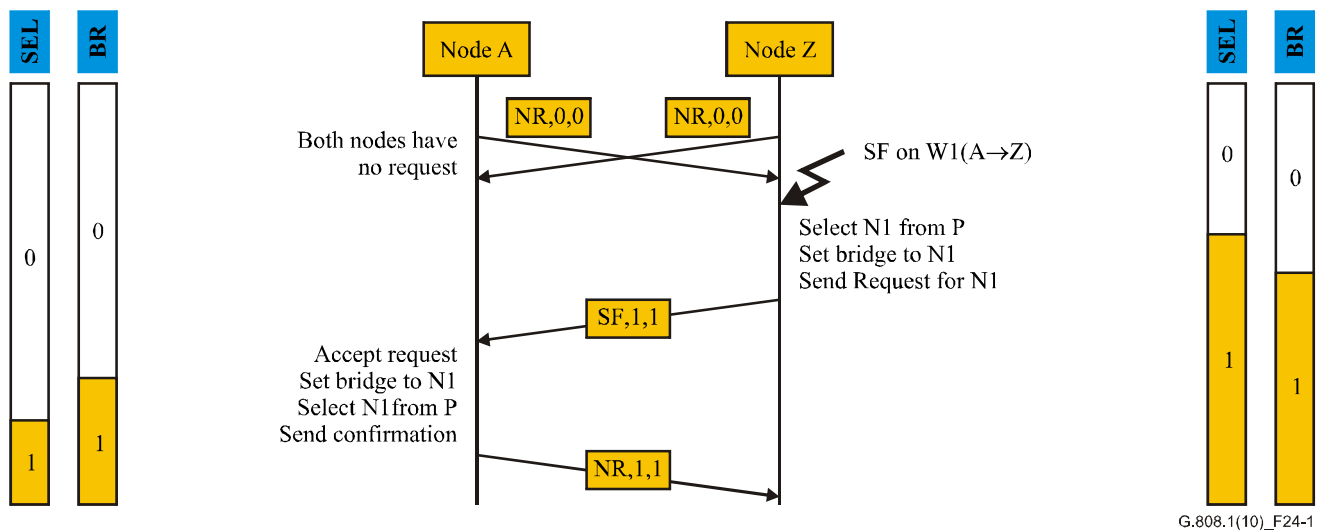 SEL
BR
Node A
Node Z
SEL
BR
NR,0,0
NR,0,0
Both nodes have
no request
SF on W1(A→Z)
Select N1 from P
Set bridge to N1
Send Request for N1
SF,1,1
Accept request
Set bridge to N1
Select N1from P
Send confirmation
NR,1,1
0
0
1
1
0
0
1
1
G.808.1(10)_F24-1